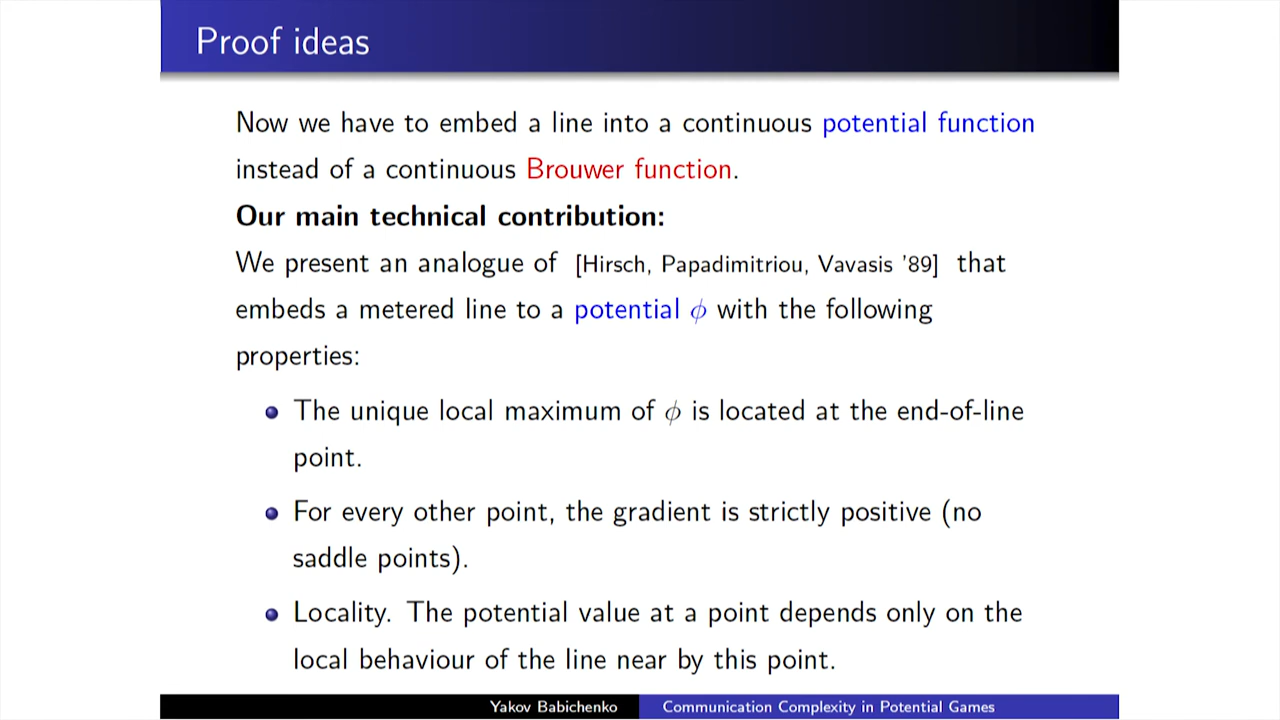 Proof ideas
Now we have to embed a line into a continuous potential function
instead of a continuous Brouwer function.
Our main technical contribution:
We present an analogue of [Hirsch, Papadimitriou, Vavasis '89] that
embeds a metered line to a potential ϕ with the following
properties:
The unique local maximum of ϕ is located at the end-of-line
point.
For every other point, the gradient is strictly positive (no
saddle points).
Locality. The potential value at a point depends only on the
local behaviour of the line near by this point.
Yakov Babichenko Communication Complexity in Potential Games